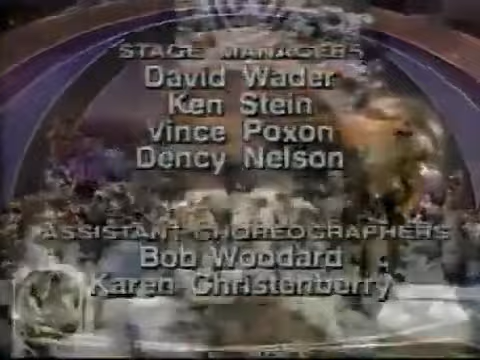 STAGE MANAGERS
David Wader
Ken Stein
Vince Poxon
Dency Nelson
ASSISTANT CHOREOGRAPHERS
Bob Woodard
Karen Christenberry